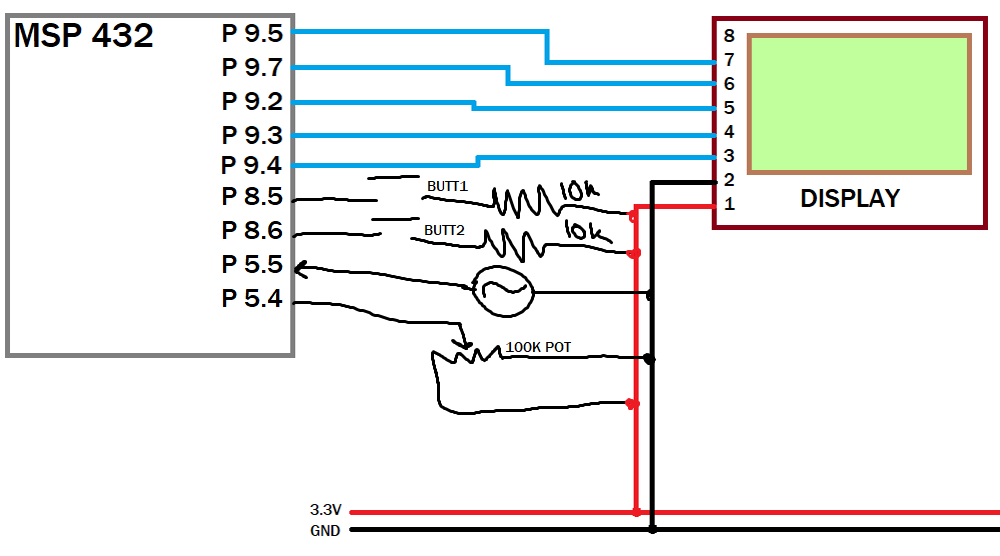 MSP 432
P 9.5
P 9.7
P 9.2
P 9.3
P 9.4
P 8.5
P 8.6
P 5.5
P 5.4
BUTT1
10k
BUTT2
10K
100K POT
8
7
6
5
4
3
2
1
DISPLAY
3.3V
GND